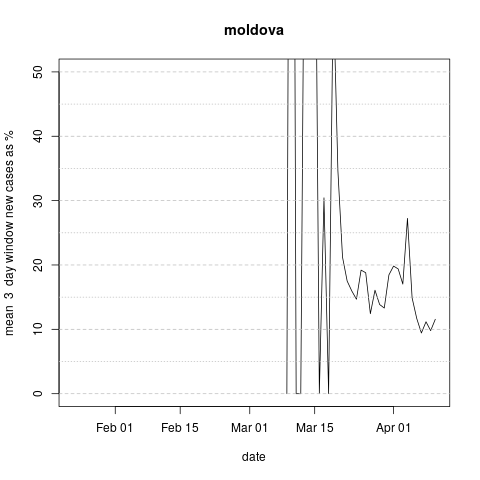 moldova
mean 3 day window new cases as %
50
40
30
20
10
0
Feb 01
Feb 15
Mar 01
Mar 15
Apr 01
date